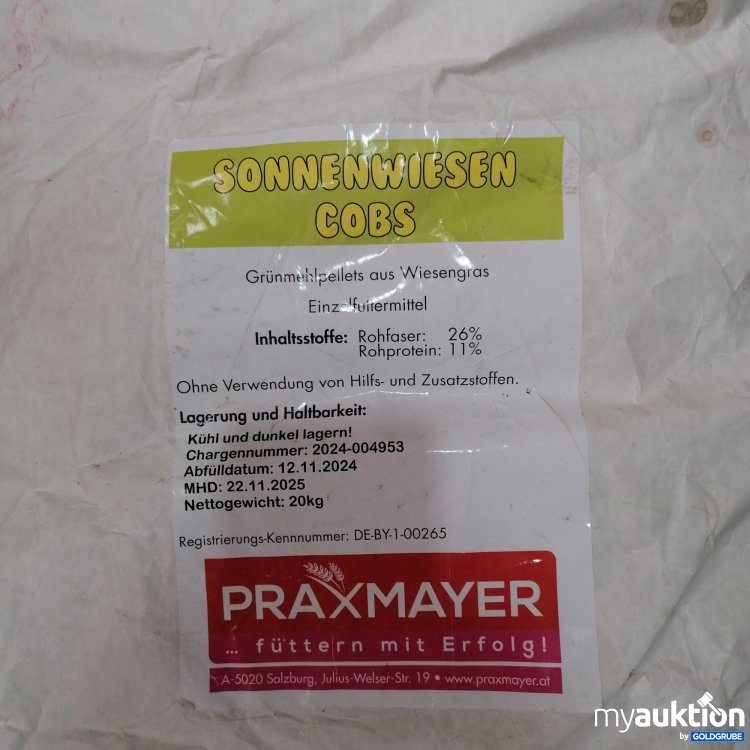 SONNENWIESEN
COBS
Grünmehlpellets aus Wiesengras
Einzelfuttermittel
Inhaltsstoffe: Rohfaser: 26%
Rohprotein: 11%
Ohne Verwendung von Hilfs- und Zusatzstoffen.
Lagerung und Haltbarkeit:
Kühl und dunkel lagern!
Chargennummer: 2024-004953
Abfülldatum: 12.11.2024
MHD: 22.11.2025
Nettogewicht: 20kg
Registrierungs-Kennnummer: DE-BY-1-00265
PRAXMAYER
... füttern mit Erfolg!
A-5020 Salzburg, Julius-Welser-Str. 19 • www.praxmayer.at
myauktion
by GOLDGRUBE